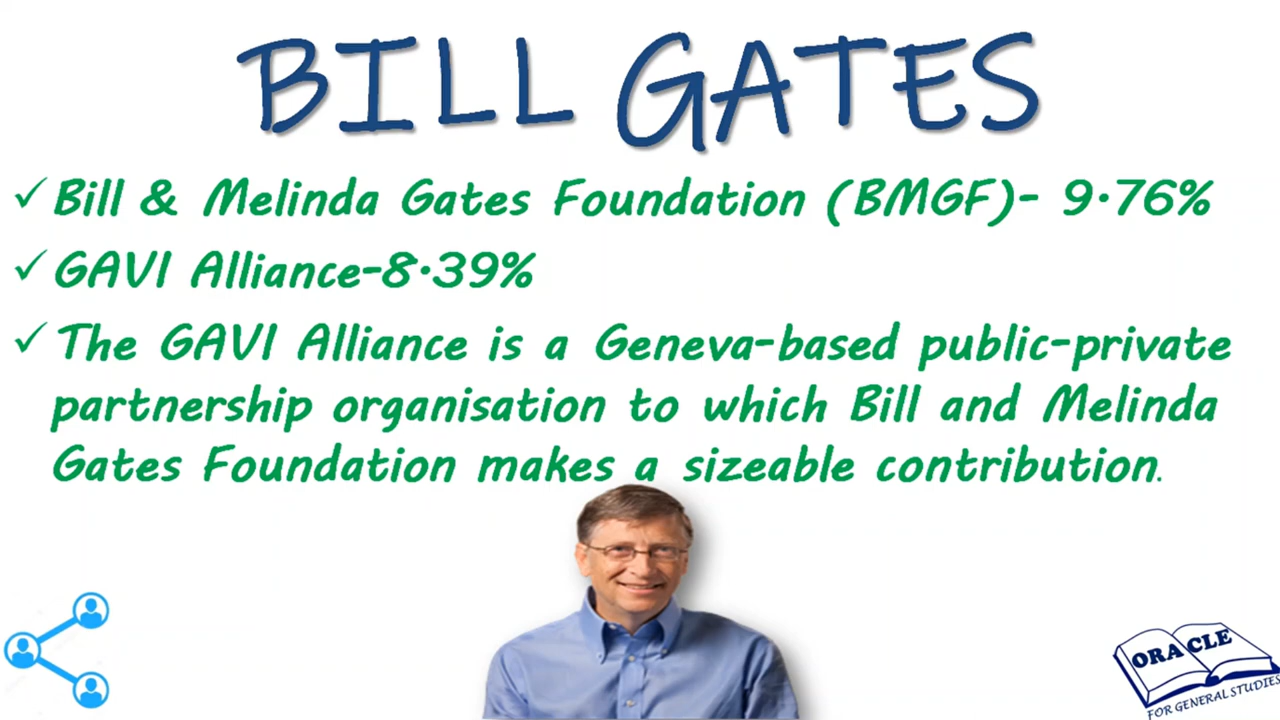 BILL GATES
✓ Bill & Melinda Gates Foundation (BMGF)- 9.76%
✓ GAVI Alliance-8.39%
✓ The GAVI Alliance is a Geneva-based public-private
partnership organisation to which Bill and Melinda
Gates Foundation makes a sizeable contribution.
ORACLE
FOR GENERAL STUDIES